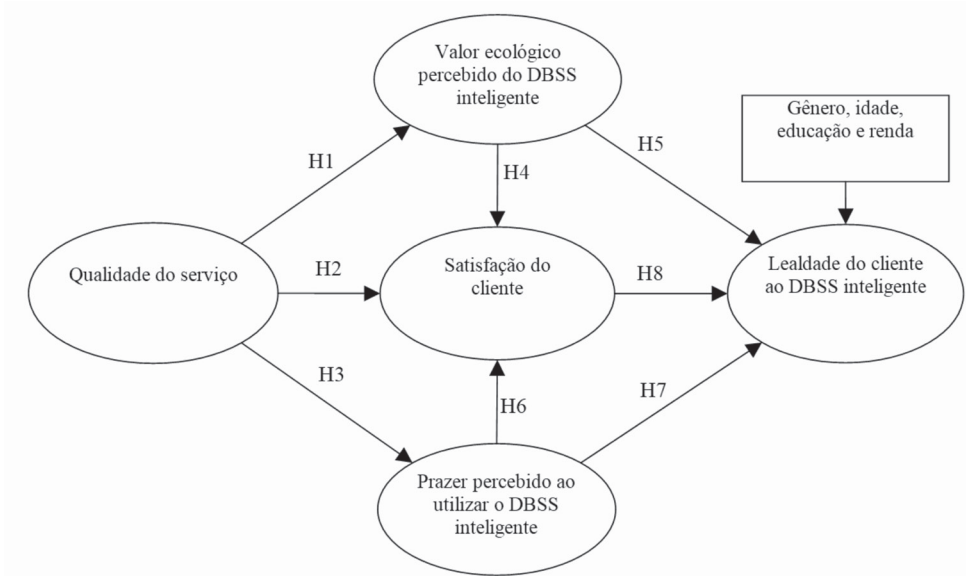 Valor ecológico
percebido do DBSS
inteligente
Gênero, idade,
educação e renda
H1
H5
H4
Qualidade do serviço
H2
Satisfação do
cliente
H8
Lealdade do cliente
ao DBSS inteligente
H3
H6
H7
Prazer percebido ao
utilizar o DBSS
inteligente